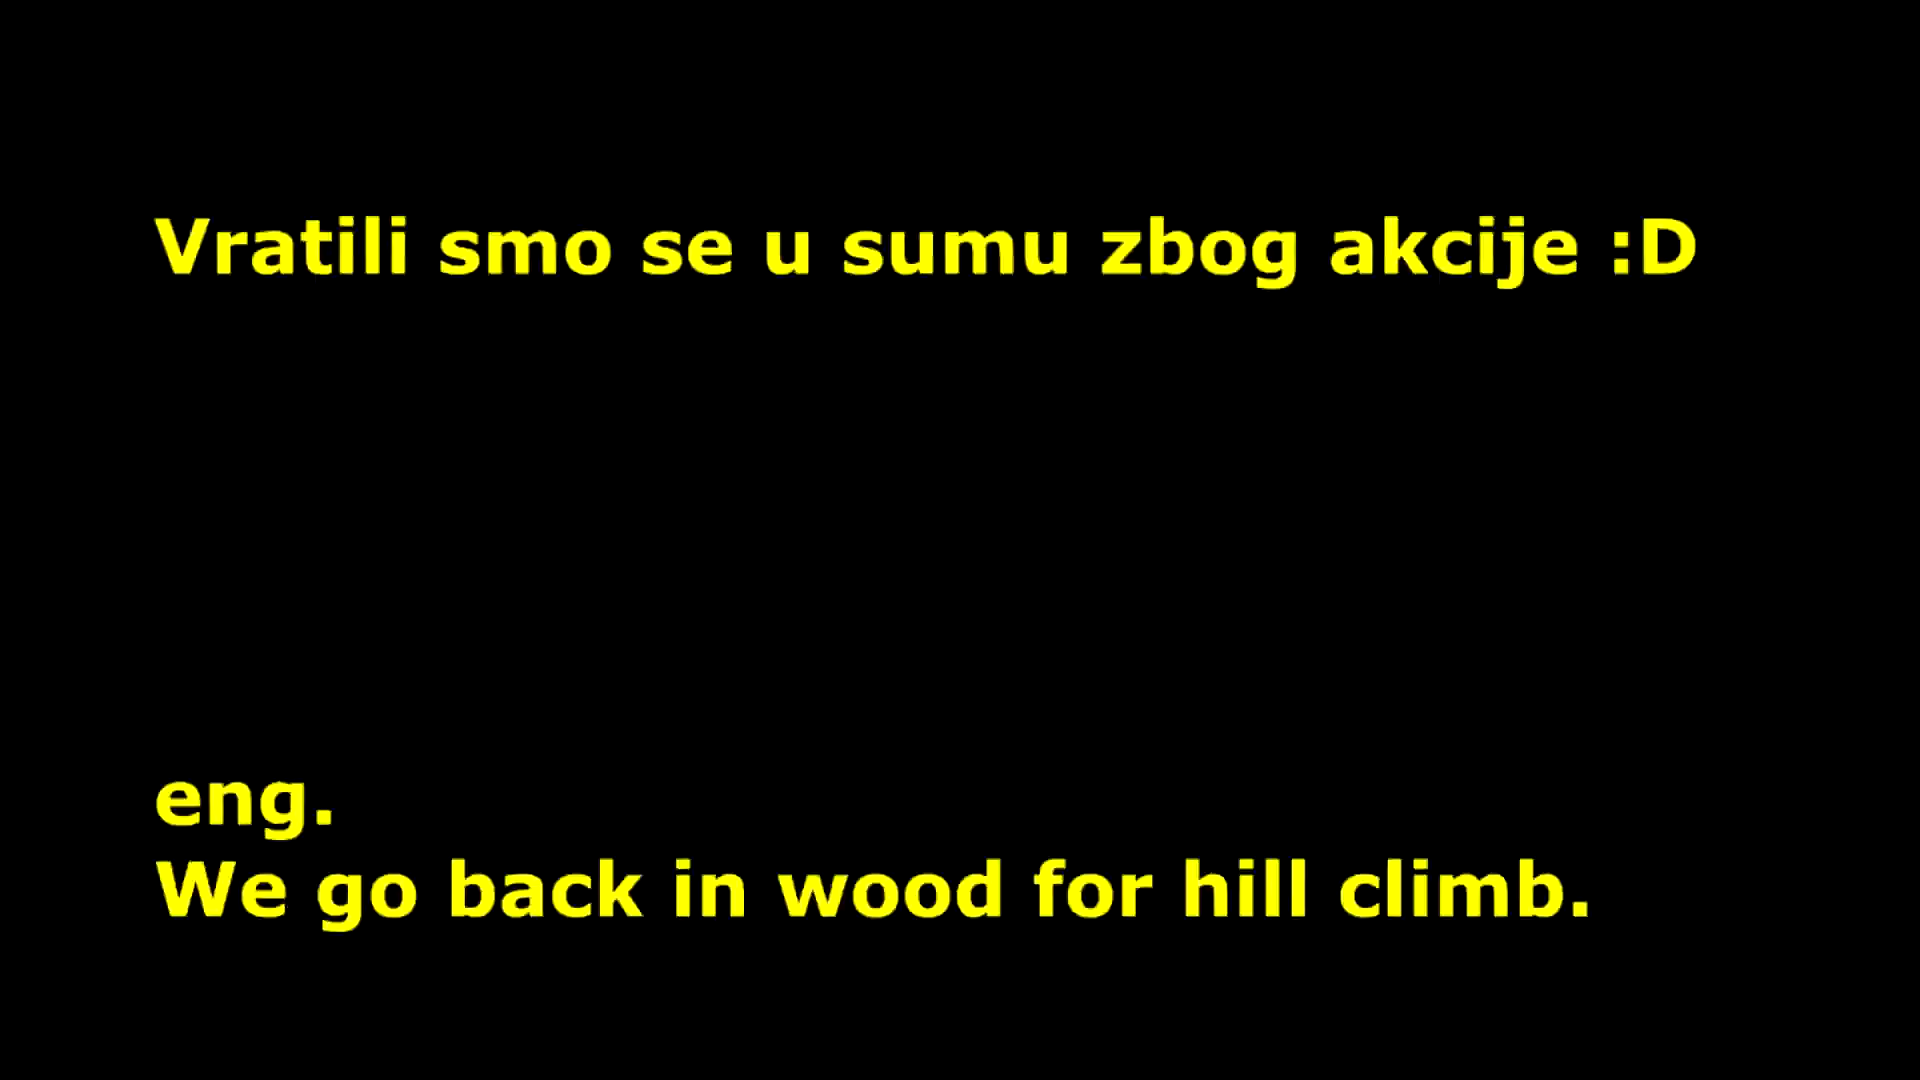 Vratili smo se u sumu zbog akcije :D
eng.
We go back in wood for hill climb.